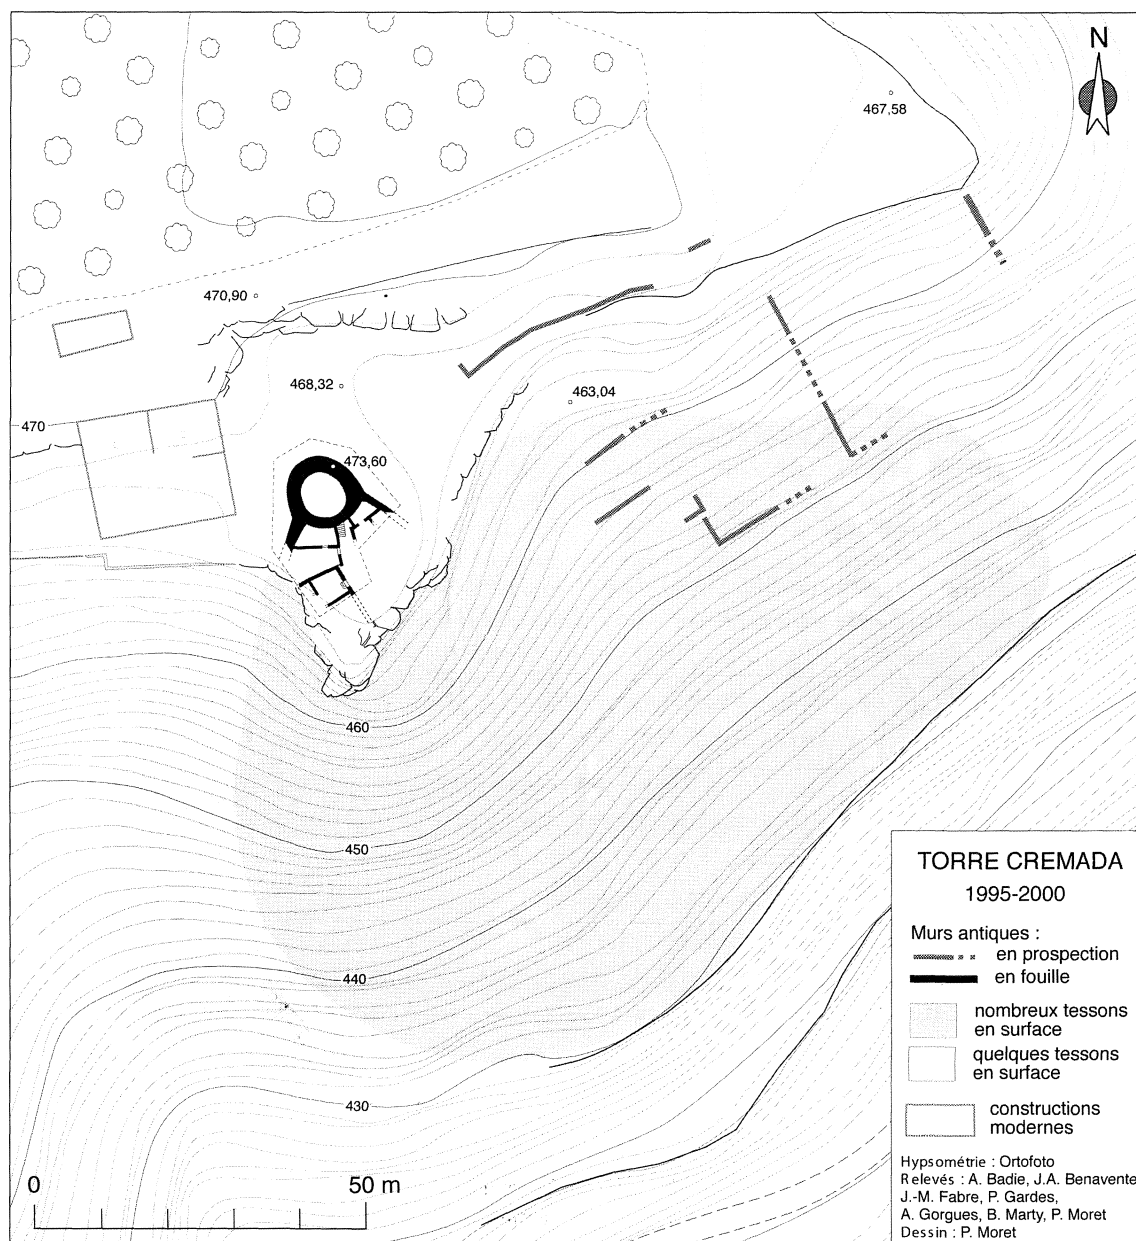 N
467,58
470,90
468,32
463,04
470
473,60
460
450
440
430
0 50 m
TORRE CREMADA
1995-2000
Murs antiques :
en prospection
en fouille
nombreux tessons
en surface
quelques tessons
en surface
constructions
modernes
Hypsométrie : Ortofoto
Relevés : A. Badie, J.A. Benavente,
J.-M. Fabre, P. Gardes,
A. Gorgues, B. Marty, P. Moret
Dessin : P. Moret